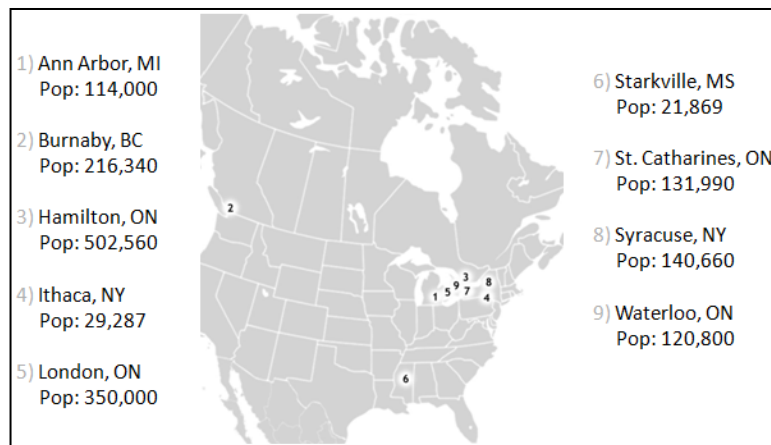 1) Ann Arbor, MI
Pop: 114,000
2) Burnaby, BC
Pop: 216,340
3) Hamilton, ON
Pop: 502,560
4) Ithaca, NY
Pop: 29,287
5) London, ON
Pop: 350,000
2
3
8
9
5
7
1
4
6
6) Starkville, MS
Pop: 21,869
7) St. Catharines, ON
Pop: 131,990
8) Syracuse, NY
Pop: 140,660
9) Waterloo, ON
Pop: 120,800